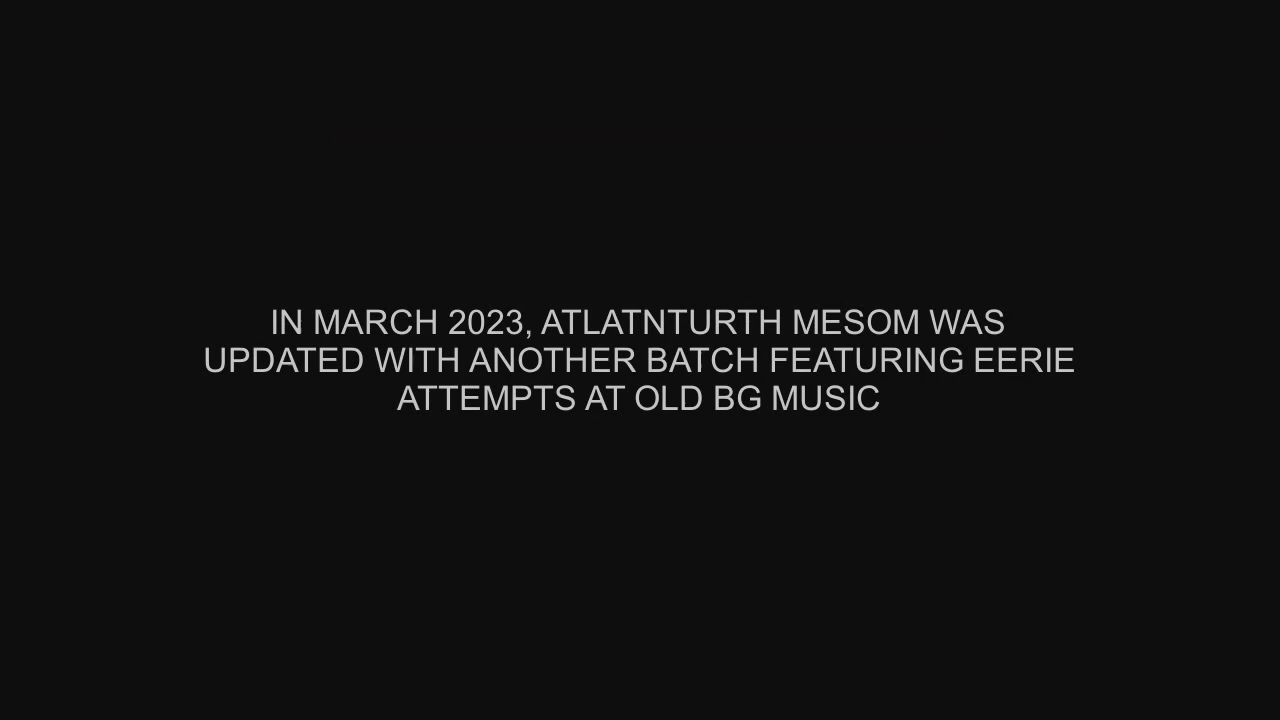 IN MARCH 2023, ATLATNTURTH MESOM WAS
UPDATED WITH ANOTHER BATCH FEATURING EERIE
ATTEMPTS AT OLD BG MUSIC